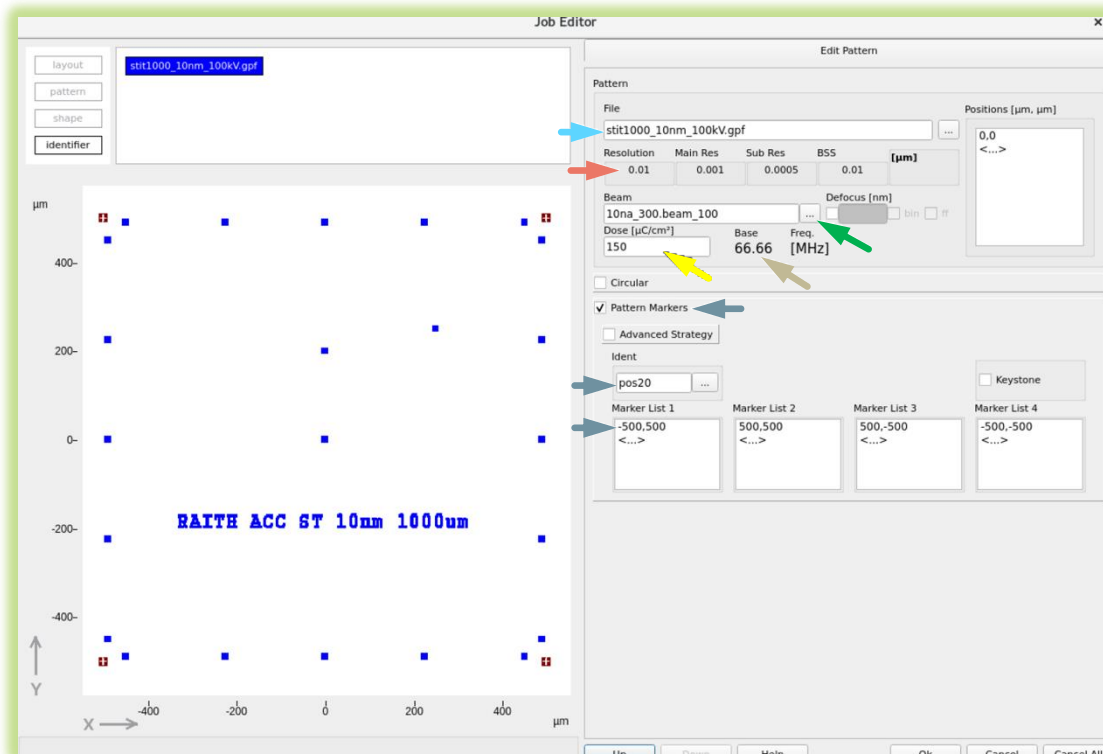 Job Editor
×
layout
pattern
shape
identifier
stit1000_10nm_100kV.gpf
Edit Pattern
Pattern
File
stit1000_10nm_100kV.gpf
...
Positions [µm, µm]
0,0
<...>
Resolution Main Res Sub Res BSS [µm]
0.01 0.001 0.0005 0.01
Beam
10na_300.beam_100
...
Defocus [nm]
bin
ff
Dose [µC/cm²]
150
Base Freq.
66.66 [MHz]
Circular
Pattern Markers
Advanced Strategy
Ident
pos20
...
Keystone
Marker List 1 Marker List 2 Marker List 3 Marker List 4
-500,500 500,500 500,-500 -500,-500
<...> <...> <...> <...>
µm
400-
200-
0-
-200-
-400-
RAITH ACC ST 10nm 1000um
Y
X
-400 -200 0 200 400 µm
Up Down Help Ok Cancel Cancel All